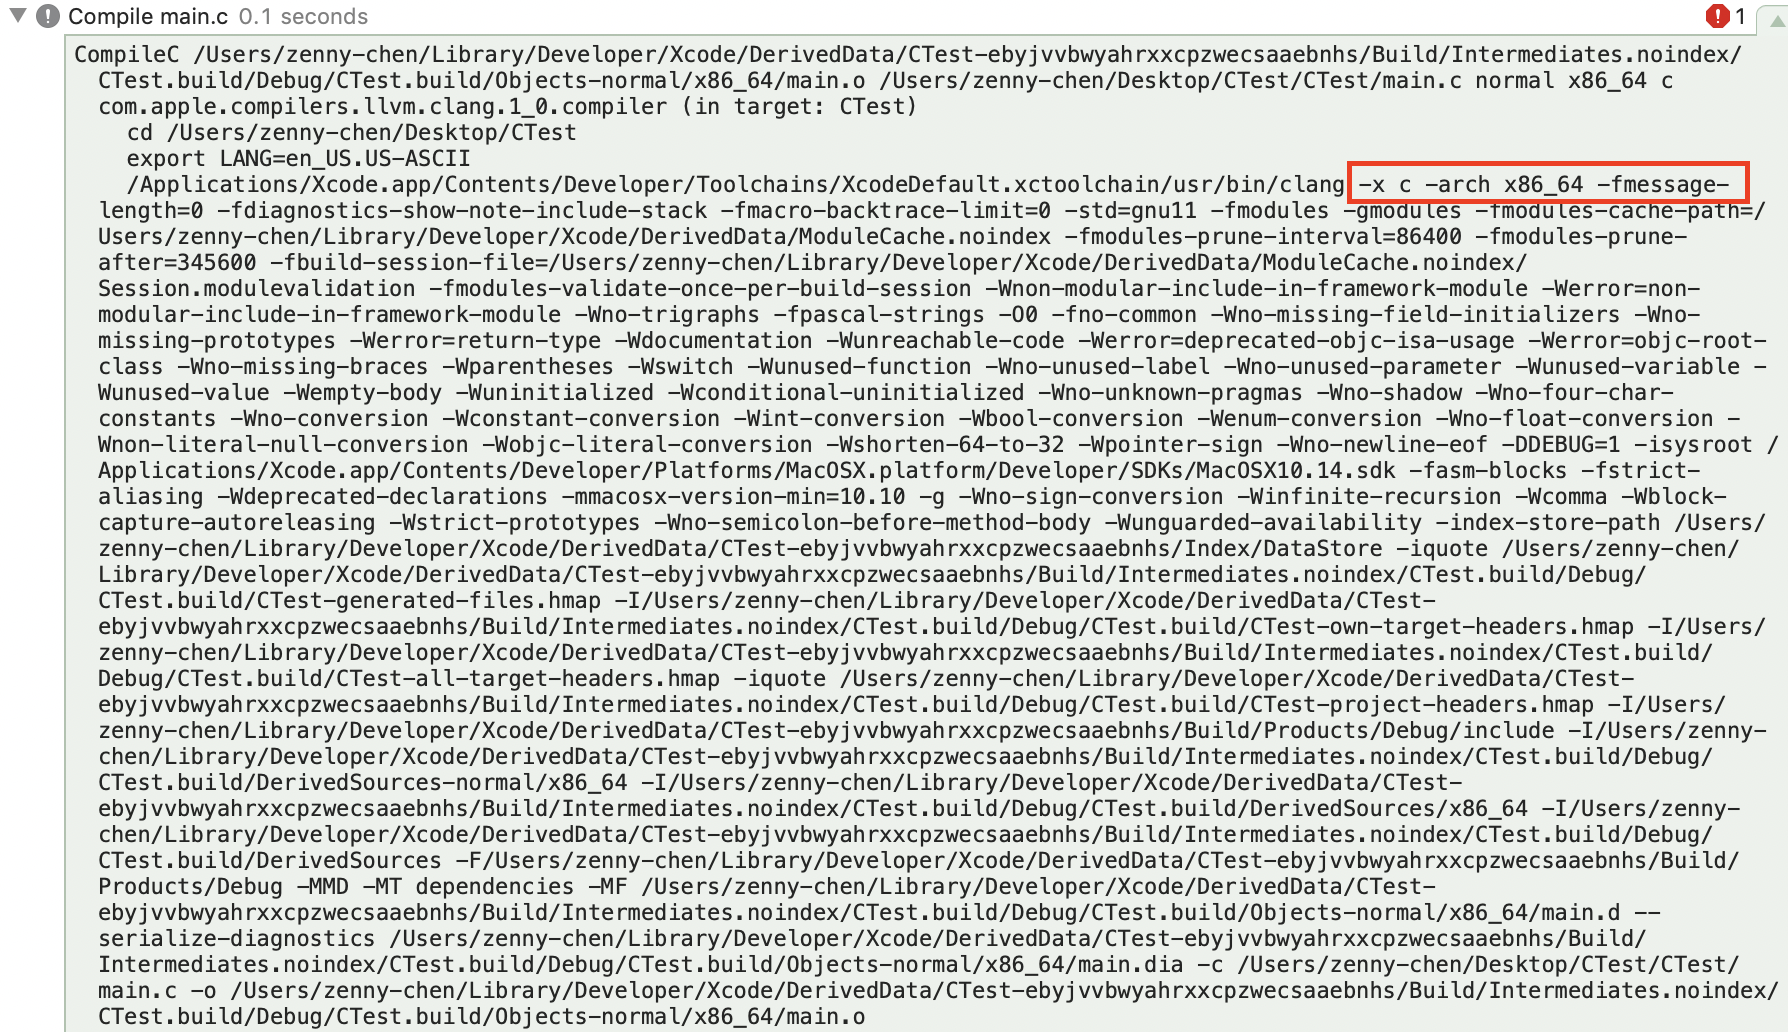 Compile main.c 0.1 seconds 1
CompileC /Users/zenny-chen/Library/Developer/Xcode/DerivedData/CTest-ebyjvvbwyahrxxcpzwecsaaebnhs/Build/Intermediates.noindex/
CTest.build/Debug/CTest.build/Objects-normal/x86_64/main.o /Users/zenny-chen/Desktop/CTest/CTest/main.c normal x86_64 c
com.apple.compilers.llvm.clang.1_0.compiler (in target: CTest)
cd /Users/zenny-chen/Desktop/CTest
export LANG=en_US.US-ASCII
/Applications/Xcode.app/Contents/Developer/Toolchains/XcodeDefault.xctoolchain/usr/bin/clang -x c -arch x86_64 -fmessage-
length=0 -fdiagnostics-show-note-include-stack -fmacro-backtrace-limit=0 -std=gnu11 -fmodules -gmodules -fmodules-cache-path=/
Users/zenny-chen/Library/Developer/Xcode/DerivedData/ModuleCache.noindex -fmodules-prune-interval=86400 -fmodules-prune-
after=345600 -fbuild-session-file=/Users/zenny-chen/Library/Developer/Xcode/DerivedData/ModuleCache.noindex/
Session.modulevalidation -fmodules-validate-once-per-build-session -Wnon-modular-include-in-framework-module -Werror=non-
modular-include-in-framework-module -Wno-trigraphs -fpascal-strings -O0 -fno-common -Wno-missing-field-initializers -Wno-
missing-prototypes -Werror=return-type -Wdocumentation -Wunreachable-code -Werror=deprecated-objc-isa-usage -Werror=objc-root-
class -Wno-missing-braces -Wparentheses -Wswitch -Wunused-function -Wno-unused-label -Wno-unused-parameter -Wunused-variable -
Wunused-value -Wempty-body -Wuninitialized -Wconditional-uninitialized -Wno-unknown-pragmas -Wno-shadow -Wno-four-char-
constants -Wno-conversion -Wconstant-conversion -Wint-conversion -Wbool-conversion -Wenum-conversion -Wno-float-conversion -
Wnon-literal-null-conversion -Wobjc-literal-conversion -Wshorten-64-to-32 -Wpointer-sign -Wno-newline-eof -DDEBUG=1 -isysroot /
Applications/Xcode.app/Contents/Developer/Platforms/MacOSX.platform/Developer/SDKs/MacOSX10.14.sdk -fasm-blocks -fstrict-
aliasing -Wdeprecated-declarations -mmacosx-version-min=10.10 -g -Wno-sign-conversion -Winfinite-recursion -Wcomma -Wblock-
capture-autoreleasing -Wstrict-prototypes -Wno-semicolon-before-method-body -Wunguarded-availability -index-store-path /Users/
zenny-chen/Library/Developer/Xcode/DerivedData/CTest-ebyjvvbwyahrxxcpzwecsaaebnhs/Index/DataStore -iquote /Users/zenny-chen/
Library/Developer/Xcode/DerivedData/CTest-ebyjvvbwyahrxxcpzwecsaaebnhs/Build/Intermediates.noindex/CTest.build/Debug/
CTest.build/CTest-generated-files.hmap -I/Users/zenny-chen/Library/Developer/Xcode/DerivedData/CTest-
ebyjvvbwyahrxxcpzwecsaaebnhs/Build/Intermediates.noindex/CTest.build/Debug/CTest.build/CTest-own-target-headers.hmap -I/Users/
zenny-chen/Library/Developer/Xcode/DerivedData/CTest-ebyjvvbwyahrxxcpzwecsaaebnhs/Build/Intermediates.noindex/CTest.build/
Debug/CTest.build/CTest-all-target-headers.hmap -iquote /Users/zenny-chen/Library/Developer/Xcode/DerivedData/CTest-
ebyjvvbwyahrxxcpzwecsaaebnhs/Build/Intermediates.noindex/CTest.build/Debug/CTest.build/CTest-project-headers.hmap -I/Users/
zenny-chen/Library/Developer/Xcode/DerivedData/CTest-ebyjvvbwyahrxxcpzwecsaaebnhs/Build/Products/Debug/include -I/Users/zenny-
chen/Library/Developer/Xcode/DerivedData/CTest-ebyjvvbwyahrxxcpzwecsaaebnhs/Build/Intermediates.noindex/CTest.build/Debug/
CTest.build/DerivedSources-normal/x86_64 -I/Users/zenny-chen/Library/Developer/Xcode/DerivedData/CTest-
ebyjvvbwyahrxxcpzwecsaaebnhs/Build/Intermediates.noindex/CTest.build/Debug/CTest.build/DerivedSources/x86_64 -I/Users/zenny-
chen/Library/Developer/Xcode/DerivedData/CTest-ebyjvvbwyahrxxcpzwecsaaebnhs/Build/Intermediates.noindex/CTest.build/Debug/
CTest.build/DerivedSources -F/Users/zenny-chen/Library/Developer/Xcode/DerivedData/CTest-ebyjvvbwyahrxxcpzwecsaaebnhs/Build/
Products/Debug -MMD -MT dependencies -MF /Users/zenny-chen/Library/Developer/Xcode/DerivedData/CTest-
ebyjvvbwyahrxxcpzwecsaaebnhs/Build/Intermediates.noindex/CTest.build/Debug/CTest.build/Objects-normal/x86_64/main.d --
serialize-diagnostics /Users/zenny-chen/Library/Developer/Xcode/DerivedData/CTest-ebyjvvbwyahrxxcpzwecsaaebnhs/Build/
Intermediates.noindex/CTest.build/Debug/CTest.build/Objects-normal/x86_64/main.dia -c /Users/zenny-chen/Desktop/CTest/CTest/
main.c -o /Users/zenny-chen/Library/Developer/Xcode/DerivedData/CTest-ebyjvvbwyahrxxcpzwecsaaebnhs/Build/Intermediates.noindex/
CTest.build/Debug/CTest.build/Objects-normal/x86_64/main.o